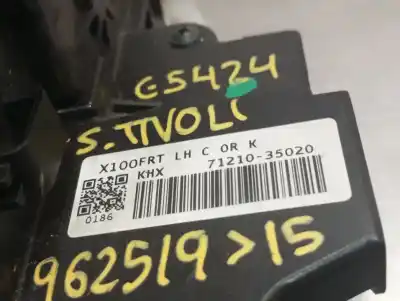 G5424
S.TIVOLI
X100FRT LH C OR K
KHX 71210-35020
0186
962519>15